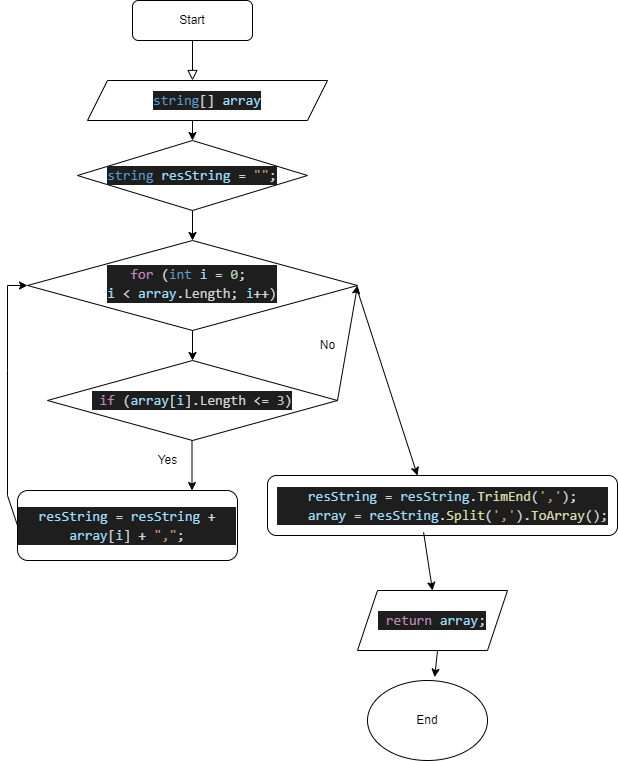 Start
string[] array
string resString = "";
for (int i = 0;
i < array.Length; i++)
No
if (array[i].Length <= 3)
Yes
resString = resString.TrimEnd(',');
array = resString.Split(',').ToArray();
resString = resString +
array[i] + ",";
return array;
End